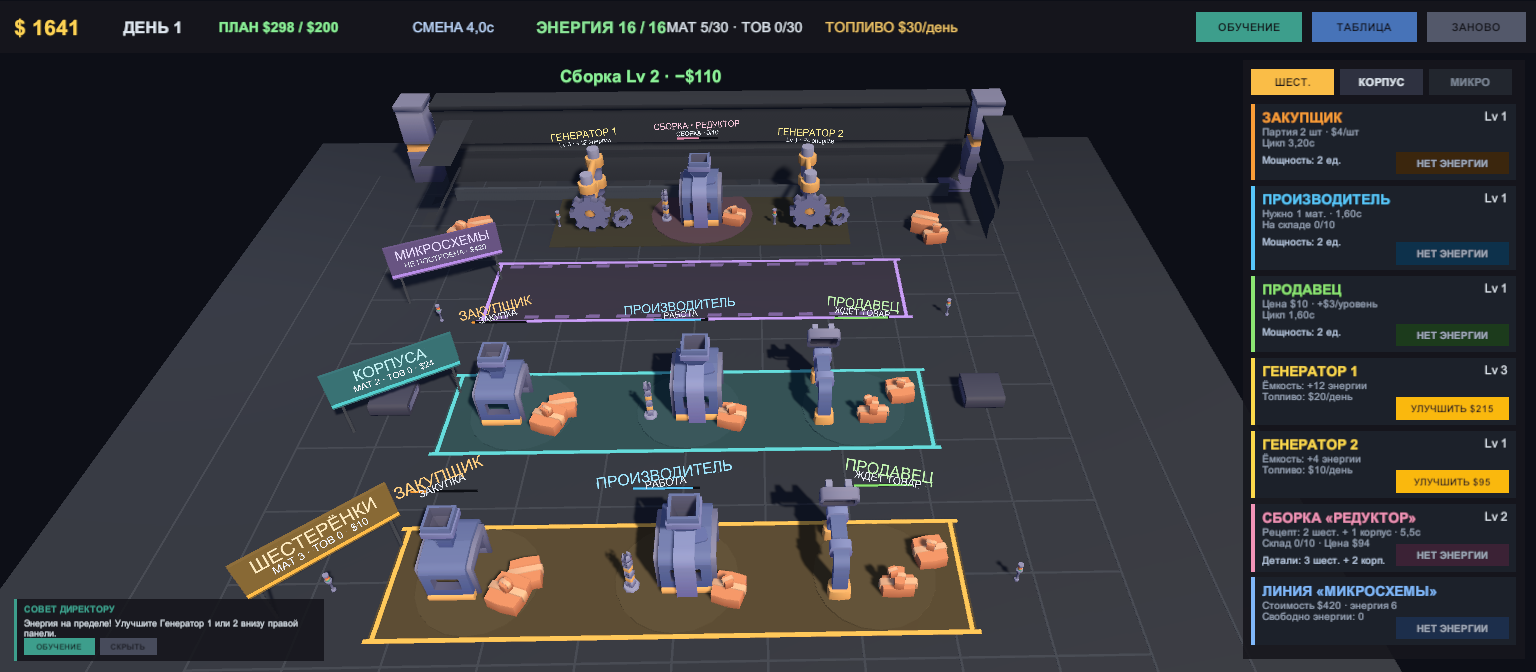 $ 1641
ДЕНЬ 1
ПЛАН $298 / $200
СМЕНА 4,0с
ЭНЕРГИЯ 16 / 16
МАТ 5/30 · ТОВ 0/30
ТОПЛИВО $30/день
ОБУЧЕНИЕ
ТАБЛИЦА
ЗАНОВО
Сборка Lv 2 · −$110
ГЕНЕРАТОР 1
СБОРКА · РЕДУКТОР
ГЕНЕРАТОР 2
МИКРОСХЕМЫ
НЕ ПОСТРОЕНА · $420
ЗАКУПЩИК
ЗАКУПКА
ПРОИЗВОДИТЕЛЬ
РАБОТА
ПРОДАВЕЦ
ЖДЕТ ТОВАР
КОРПУСА
МАТ 2 · ТОВ 0 · $24
ЗАКУПЩИК
ЗАКУПКА
ПРОИЗВОДИТЕЛЬ
РАБОТА
ПРОДАВЕЦ
ЖДЕТ ТОВАР
ШЕСТЕРЁНКИ
МАТ 3 · ТОВ 0 · $10
СОВЕТ ДИРЕКТОРУ
Энергия на пределе! Улучшите Генератор 1 или 2 внизу правой
панели.
ОБУЧЕНИЕ
СКРЫТЬ
ШЕСТ.
КОРПУС
МИКРО
ЗАКУПЩИК
Lv 1
Партия 2 шт · $4/шт
Цикл 3,20с
Мощность: 2 ед.
НЕТ ЭНЕРГИИ
ПРОИЗВОДИТЕЛЬ
Lv 1
Нужно 1 мат. · 1,60с
На складе 0/10
Мощность: 2 ед.
НЕТ ЭНЕРГИИ
ПРОДАВЕЦ
Lv 1
Цена $10 · +$3/уровень
Цикл 1,60с
Мощность: 2 ед.
НЕТ ЭНЕРГИИ
ГЕНЕРАТОР 1
Lv 3
Ёмкость: +12 энергии
Топливо: $20/день
УЛУЧШИТЬ $215
ГЕНЕРАТОР 2
Lv 1
Ёмкость: +4 энергии
Топливо: $10/день
УЛУЧШИТЬ $95
СБОРКА «РЕДУКТОР»
Lv 2
Рецепт: 2 шест. + 1 корпус · 5,5с
Склад 0/10 · Цена $94
Детали: 3 шест. + 2 корп.
НЕТ ЭНЕРГИИ
ЛИНИЯ «МИКРОСХЕМЫ»
Стоимость $420 · энергия 6
Свободно энергии: 0
НЕТ ЭНЕРГИИ